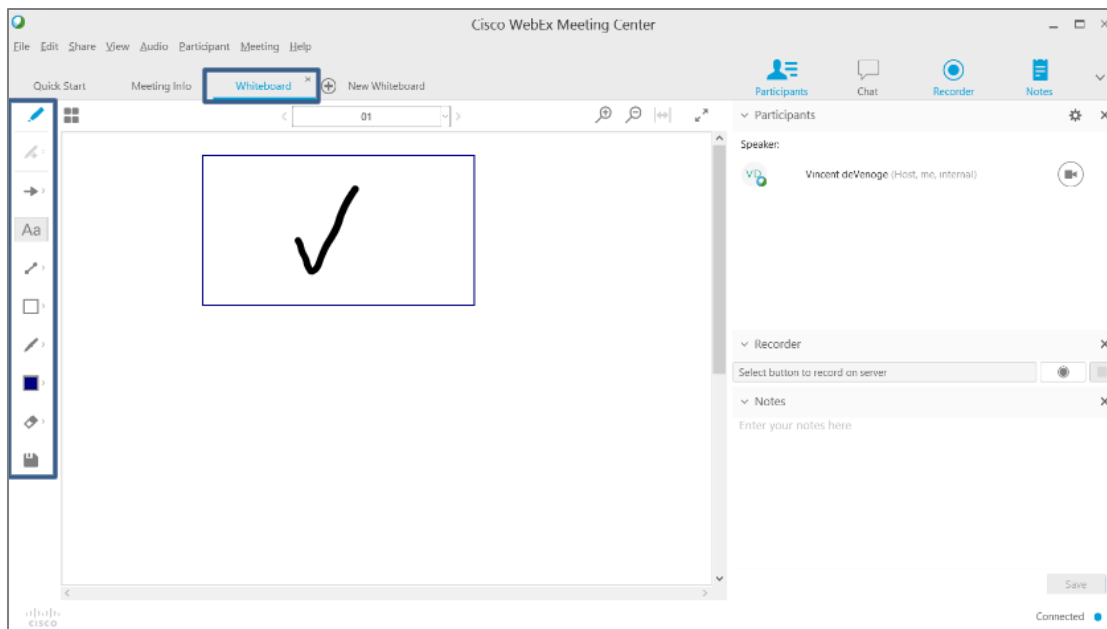 Cisco WebEx Meeting Center
File Edit Share View Audio Participant Meeting Help
Quick Start Meeting Info Whiteboard New Whiteboard
Participants Chat Recorder Notes
01
Participants
Speaker:
VD Vincent deVenoge (Host, me, internal)
Aa
Recorder
Select button to record on server
Notes
Enter your notes here
Save
CISCO
Connected